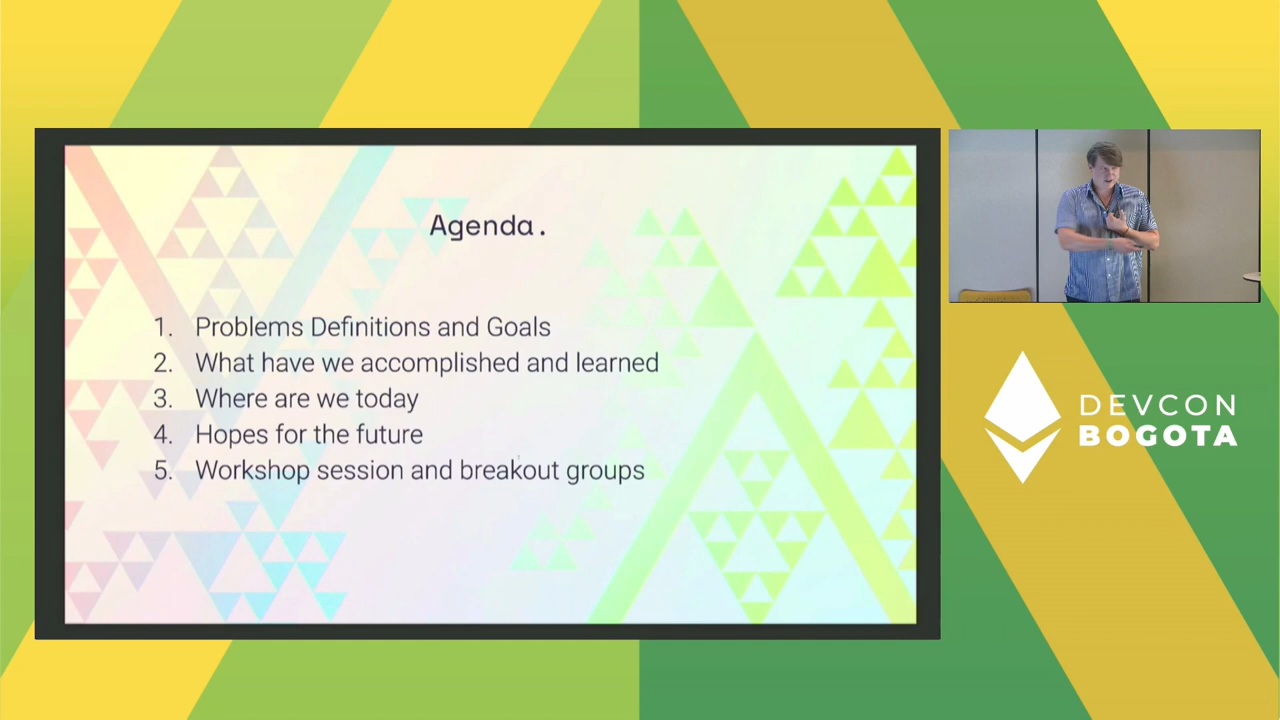 Agenda.
1. Problems Definitions and Goals
2. What have we accomplished and learned
3. Where are we today
4. Hopes for the future
5. Workshop session and breakout groups
DEVCON
BOGOTA